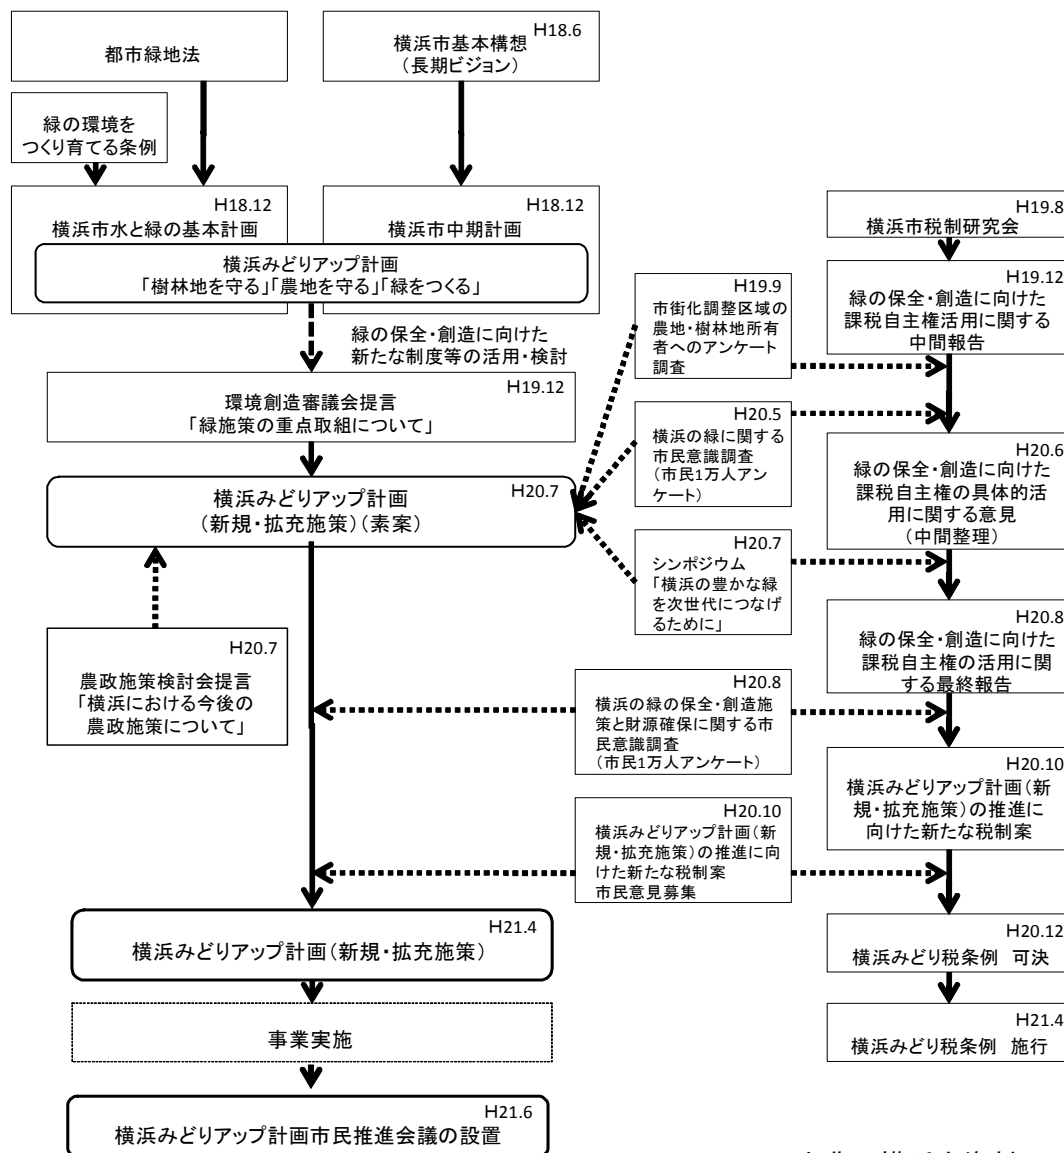 都市緑地法
H18.6
横浜市基本構想
(長期ビジョン)
緑の環境を
つくり育てる条例
H18.12
横浜市水と緑の基本計画
H18.12
横浜市中期計画
横浜みどりアップ計画
「樹林地を守る」「農地を守る」「緑をつくる」
緑の保全・創造に向けた
新たな制度等の活用・検討
H19.12
環境創造審議会提言
「緑施策の重点取組について」
H20.7
横浜みどりアップ計画
(新規・拡充施策)(素案)
H20.7
農政施策検討会提言
「横浜における今後の
農政施策について」
H21.4
横浜みどりアップ計画(新規・拡充施策)
事業実施
H21.6
横浜みどりアップ計画市民推進会議の設置
H19.9
市街化調整区域の
農地・樹林地所有
者へのアンケート
調査
H20.5
横浜の緑に関する
市民意識調査
(市民1万人アン
ケート)
H20.7
シンポジウム
「横浜の豊かな緑
を次世代につなげ
るために」
H20.8
横浜の緑の保全・創造施
策と財源確保に関する市
民意識調査
(市民1万人アンケート)
H20.10
横浜みどりアップ計画(新
規・拡充施策)の推進に向
けた新たな税制案
市民意見募集
H19.8
横浜市税制研究会
H19.12
緑の保全・創造に向けた
課税自主権活用に関する
中間報告
H20.6
緑の保全・創造に向けた
課税自主権の具体的活
用に関する意見
(中間整理)
H20.8
緑の保全・創造に向けた
課税自主権の活用に関
する最終報告
H20.10
横浜みどりアップ計画(新
規・拡充施策)の推進に
向けた新たな税制案
H20.12
横浜みどり税条例 可決
H21.4
横浜みどり税条例 施行